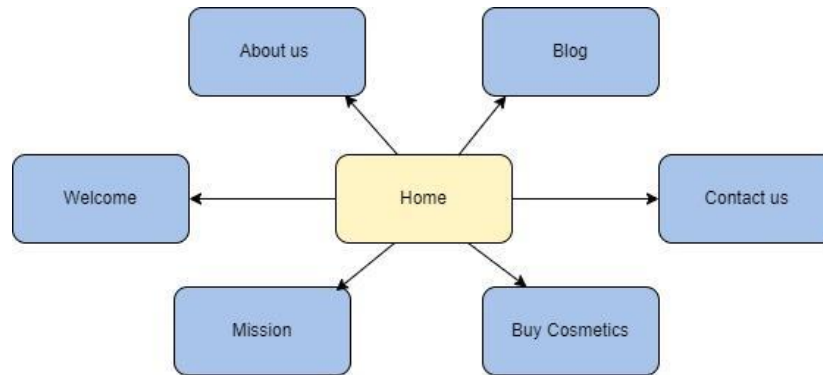 About us
Blog
Welcome
Home
Contact us
Mission
Buy Cosmetics